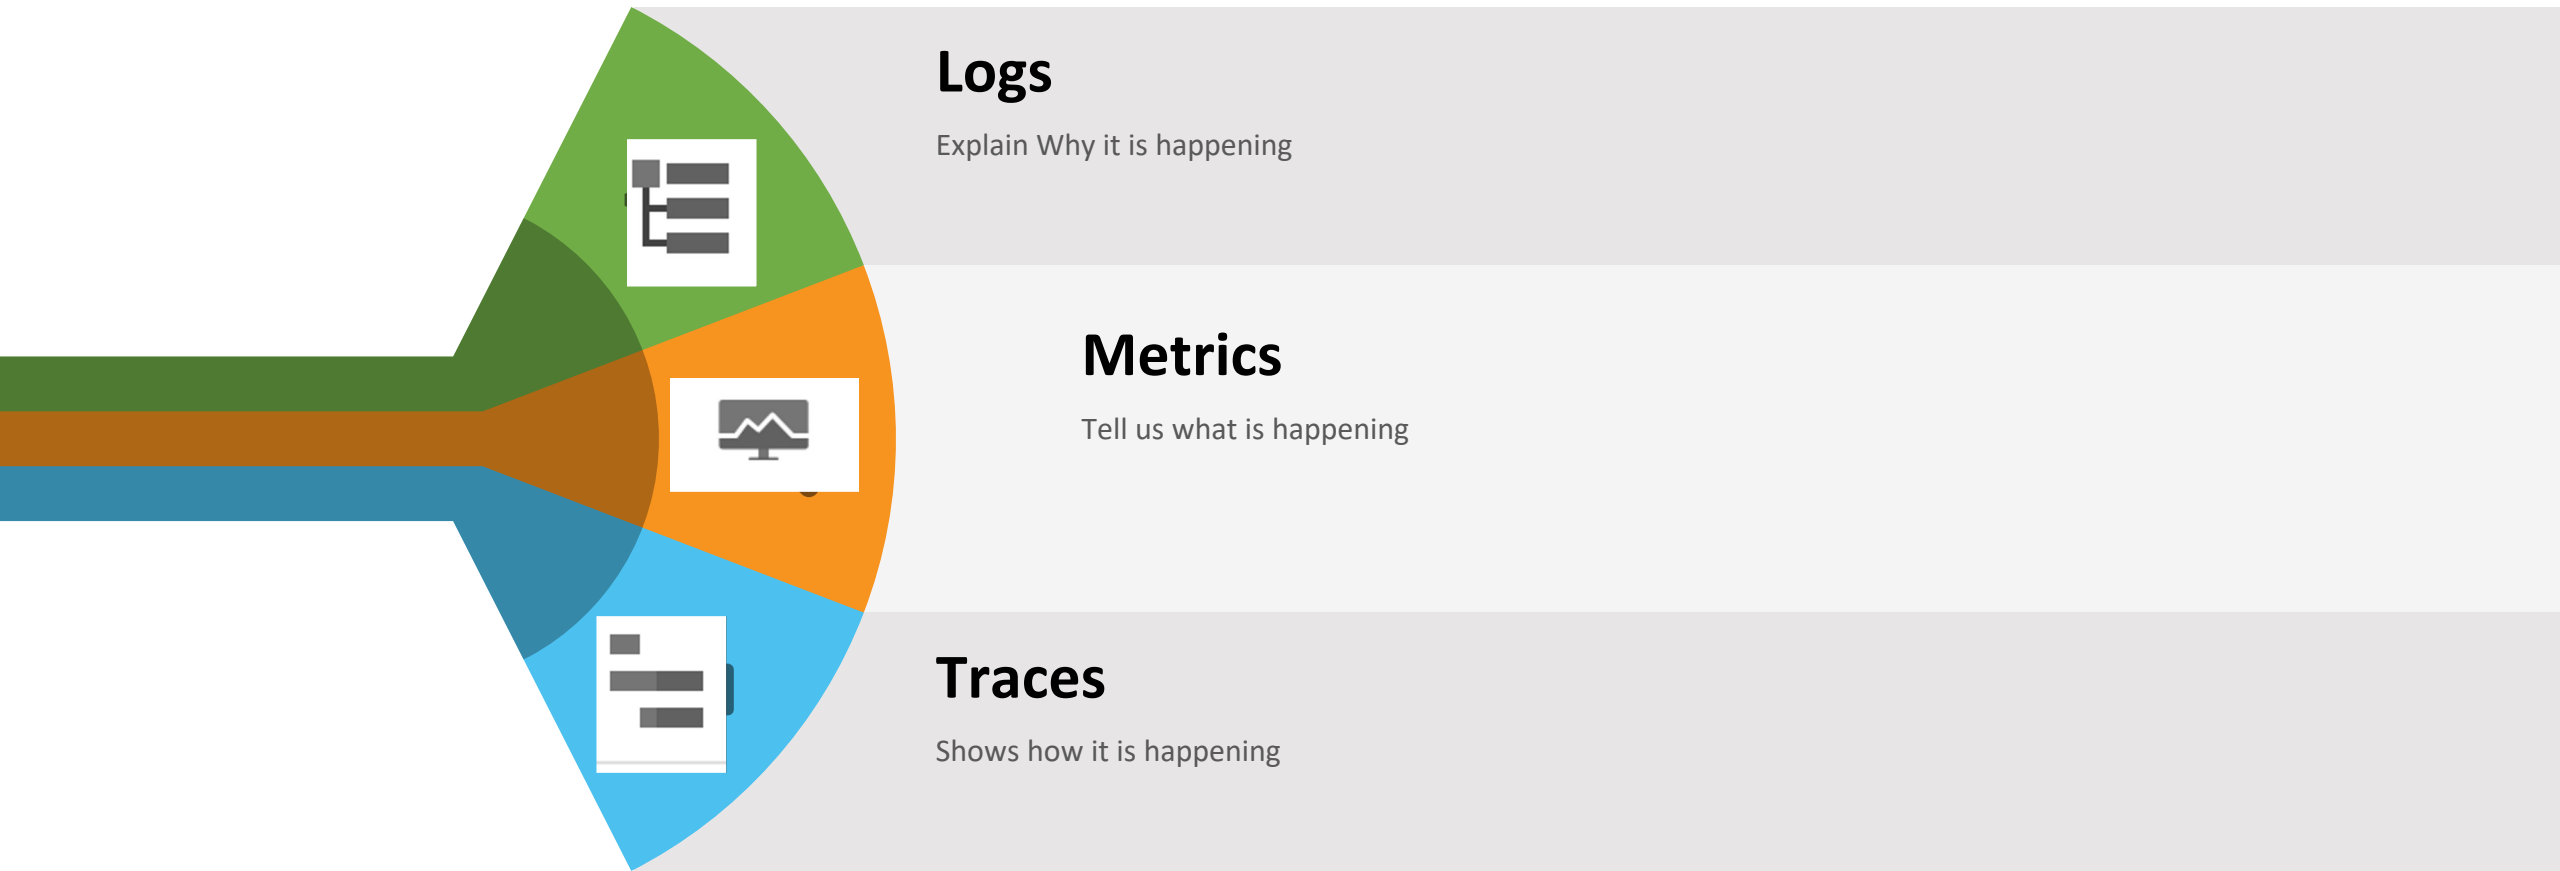 Logs
Explain Why it is happening
Metrics
Tell us what is happening
Traces
Shows how it is happening